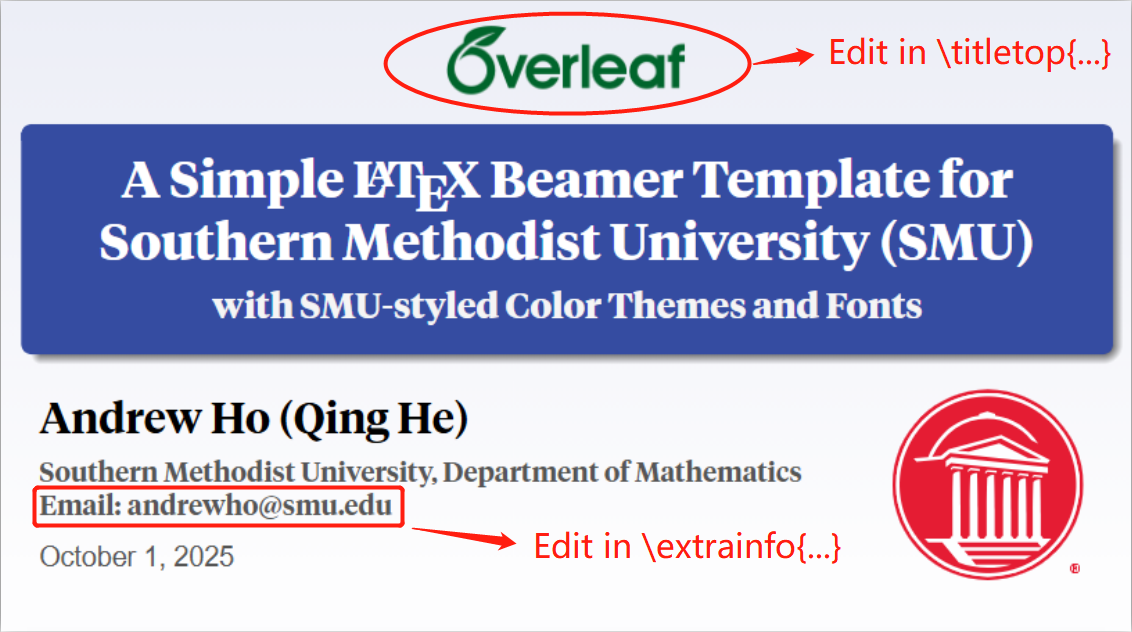 Overleaf
Edit in \titletop{...}
A Simple LATEX Beamer Template for
Southern Methodist University (SMU)
with SMU-styled Color Themes and Fonts
Andrew Ho (Qing He)
Southern Methodist University, Department of Mathematics
Email: andrewho@smu.edu
Edit in \extrainfo{...}
October 1, 2025
®